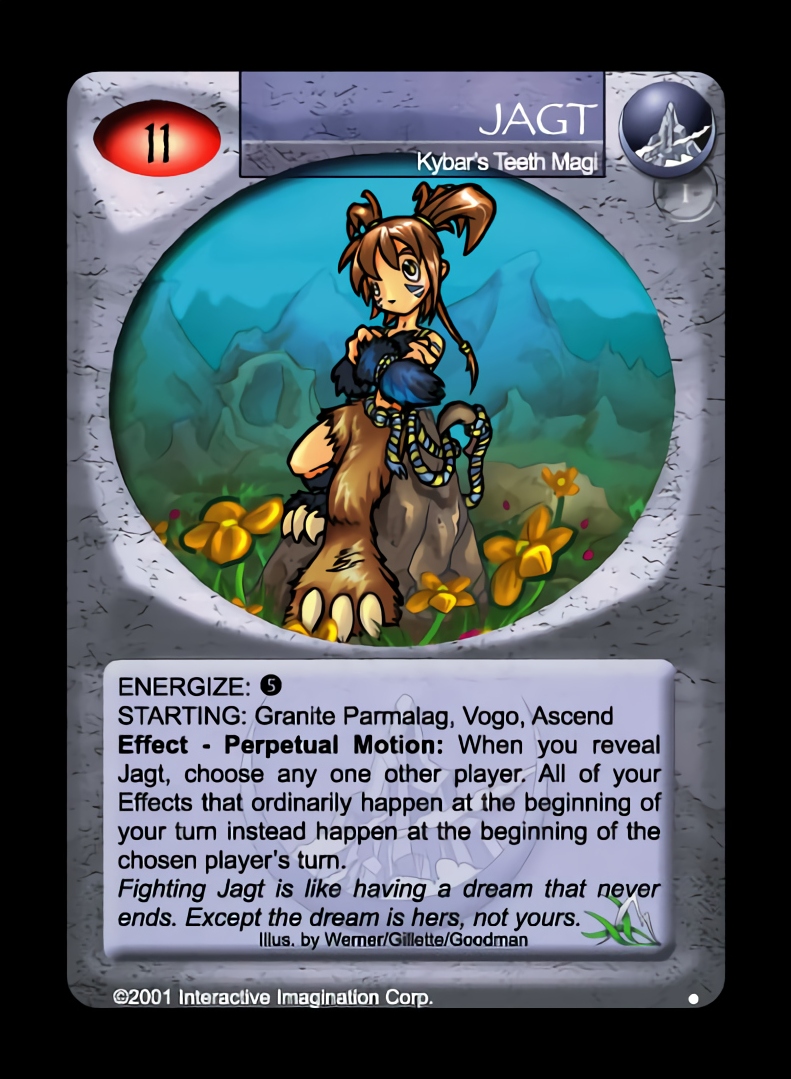 11
JAGT
Kybar's Teeth Magi
1
ENERGIZE: 5
STARTING: Granite Parmalag, Vogo, Ascend
Effect - Perpetual Motion: When you reveal
Jagt, choose any one other player. All of your
Effects that ordinarily happen at the beginning of
your turn instead happen at the beginning of the
chosen player's turn.
Fighting Jagt is like having a dream that never
ends. Except the dream is hers, not yours.
Illus. by Werner/Gillette/Goodman
©2001 Interactive Imagination Corp.